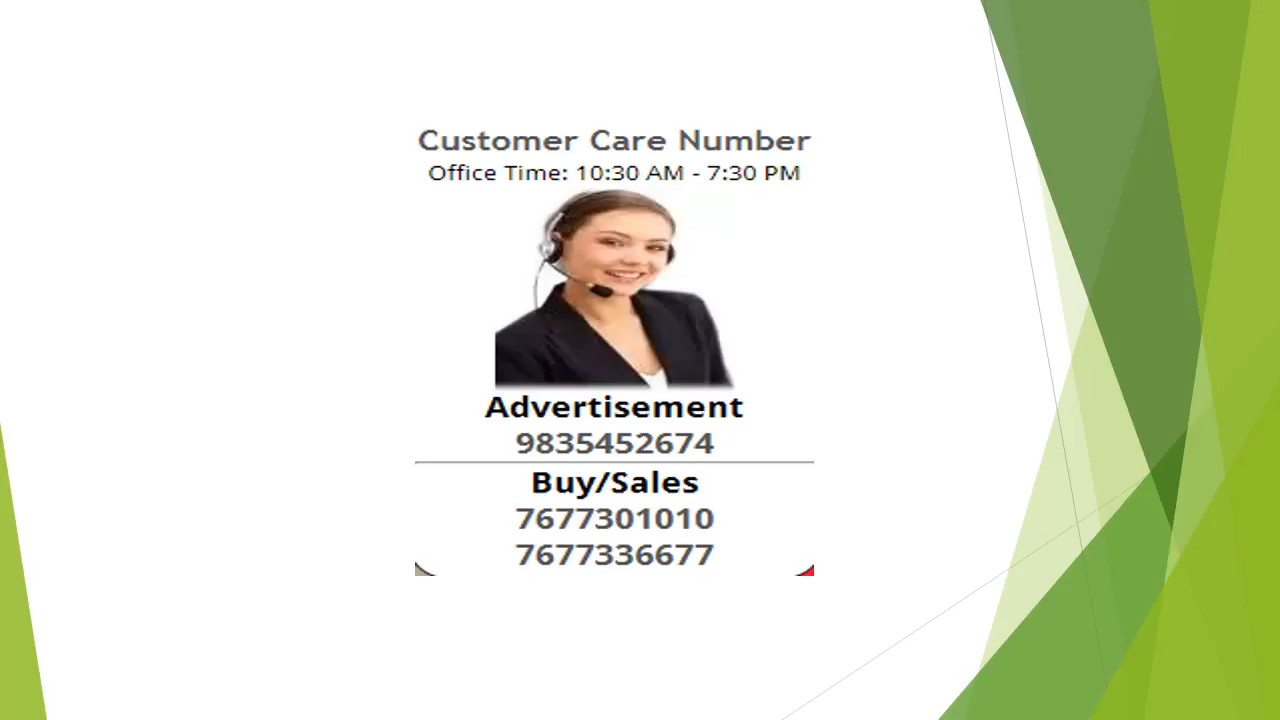 Customer Care Number
Office Time: 10:30 AM - 7:30 PM
Advertisement
9835452674
Buy/Sales
7677301010
7677336677